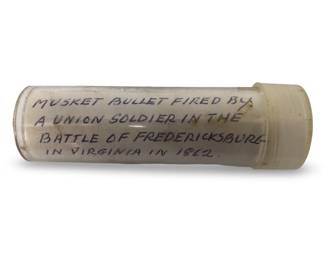 MUSKET BULLET FIRED BY
A UNION SOLDIER IN THE
BATTLE OF FREDERICKSBURG
IN VIRGINIA IN 1862